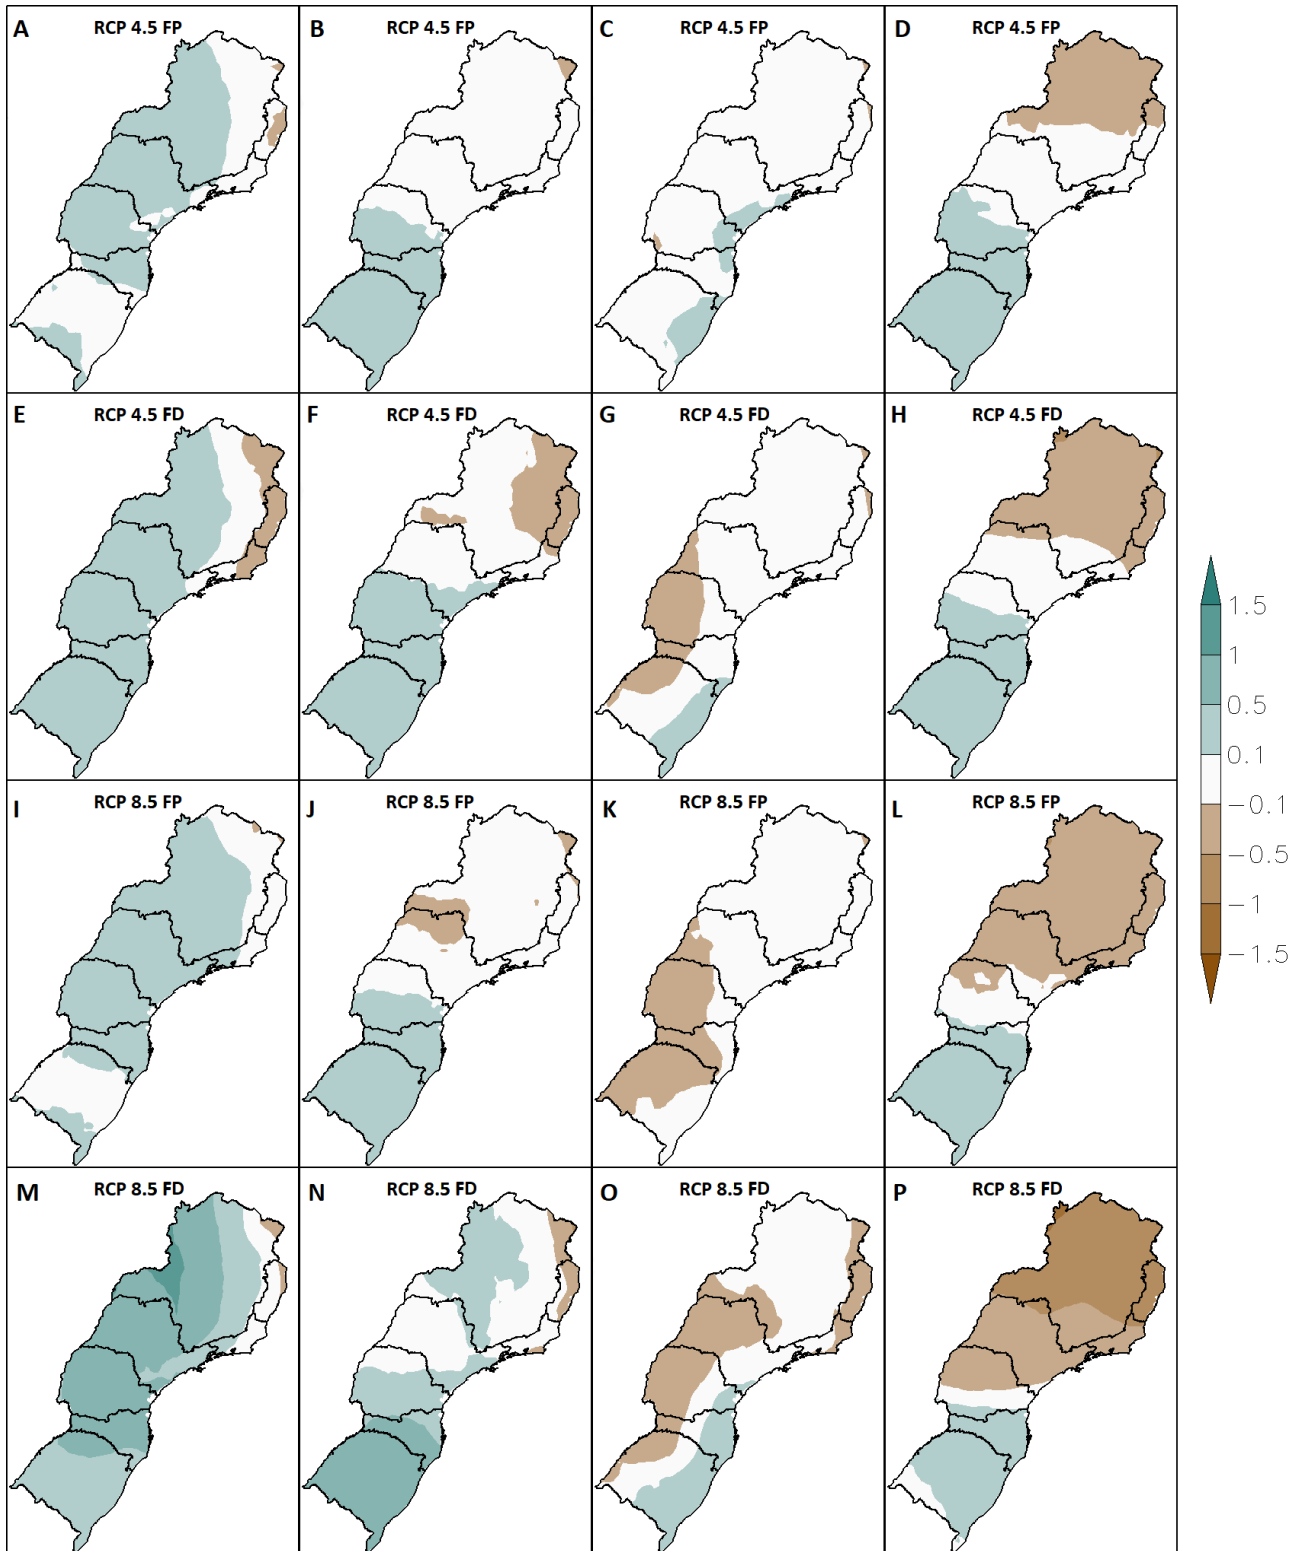 A RCP 4.5 FP
B RCP 4.5 FP
C RCP 4.5 FP
D RCP 4.5 FP
E RCP 4.5 FD
F RCP 4.5 FD
G RCP 4.5 FD
H RCP 4.5 FD
I RCP 8.5 FP
J RCP 8.5 FP
K RCP 8.5 FP
L RCP 8.5 FP
M RCP 8.5 FD
N RCP 8.5 FD
O RCP 8.5 FD
P RCP 8.5 FD
1.5
1
0.5
0.1
−0.1
−0.5
−1
−1.5